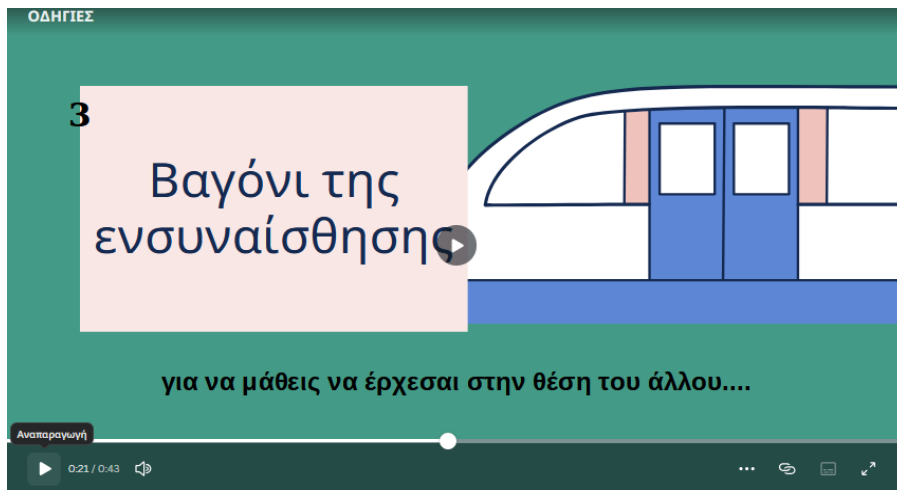 ΟΔΗΓΙΕΣ
3
Βαγόνι της
ενσυναίσθησης
για να μάθεις να έρχεσαι στην θέση του άλλου....
Αναπαραγωγή
0:21 / 0:43